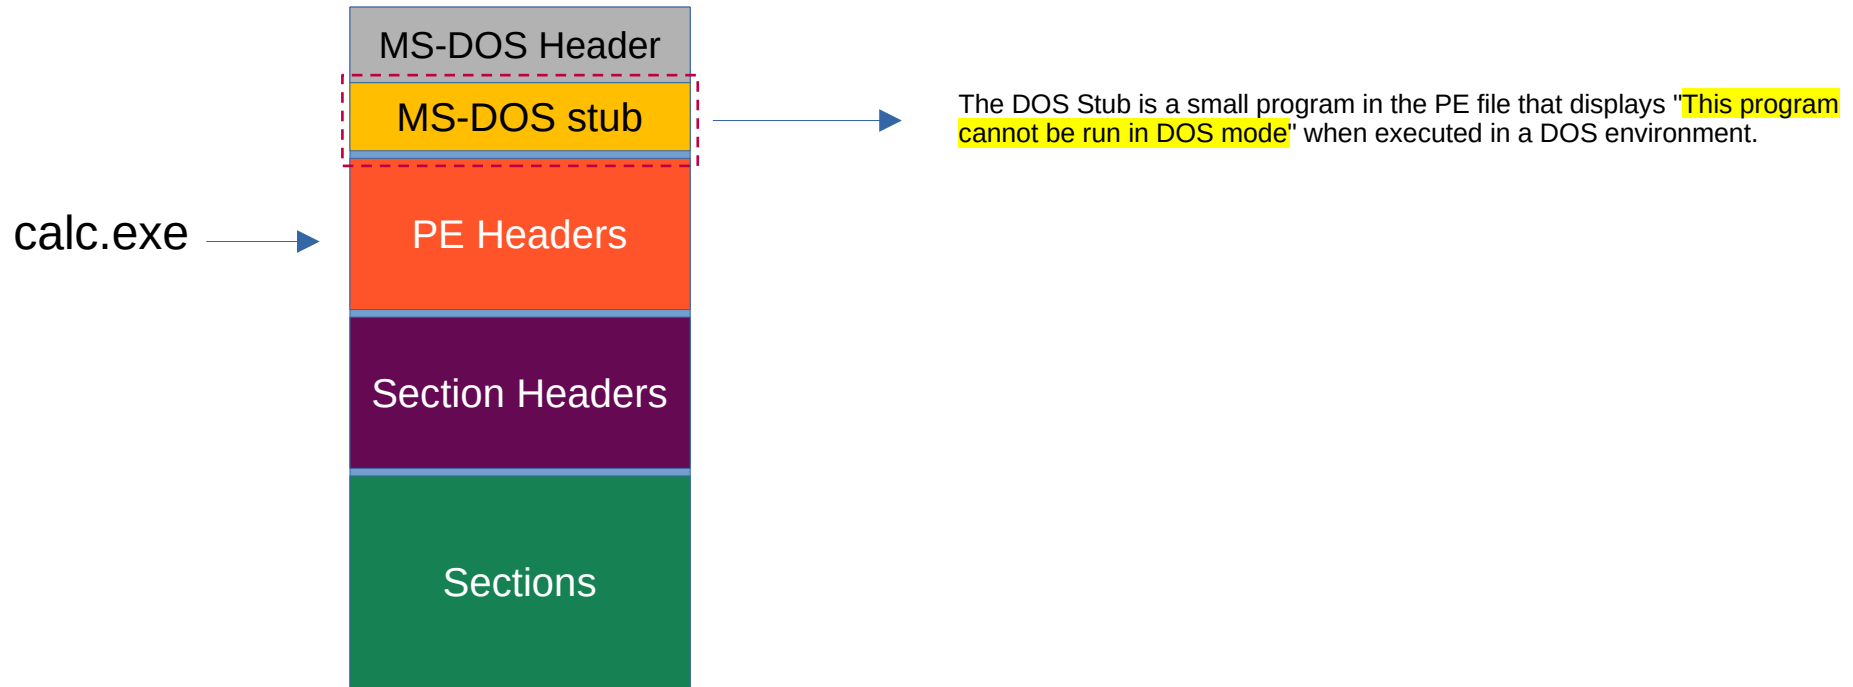 MS-DOS Header
MS-DOS stub
The DOS Stub is a small program in the PE file that displays "This program
cannot be run in DOS mode" when executed in a DOS environment.
calc.exe
PE Headers
Section Headers
Sections